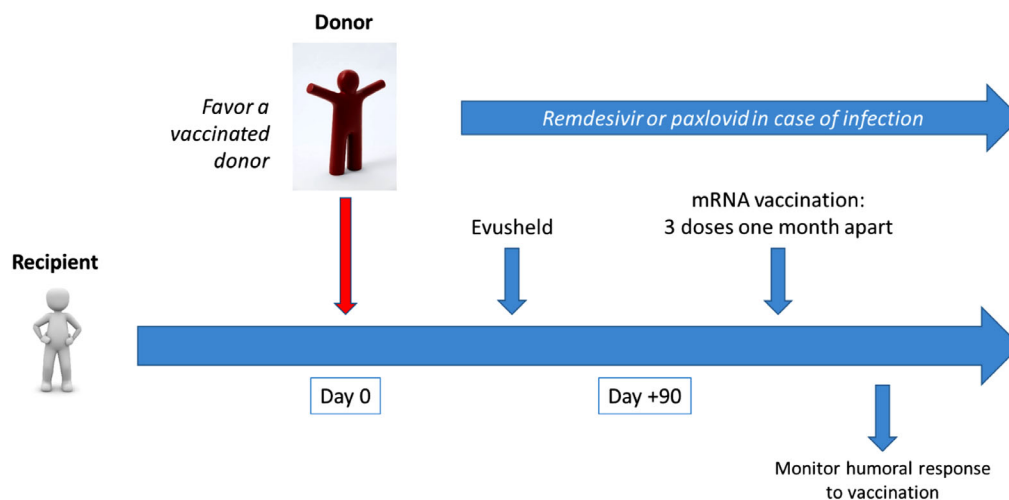 Donor
Favor a
vaccinated
donor
Remdesivir or paxlovid in case of infection
mRNA vaccination:
3 doses one month apart
Evusheld
Recipient
Day 0
Day +90
Monitor humoral response
to vaccination